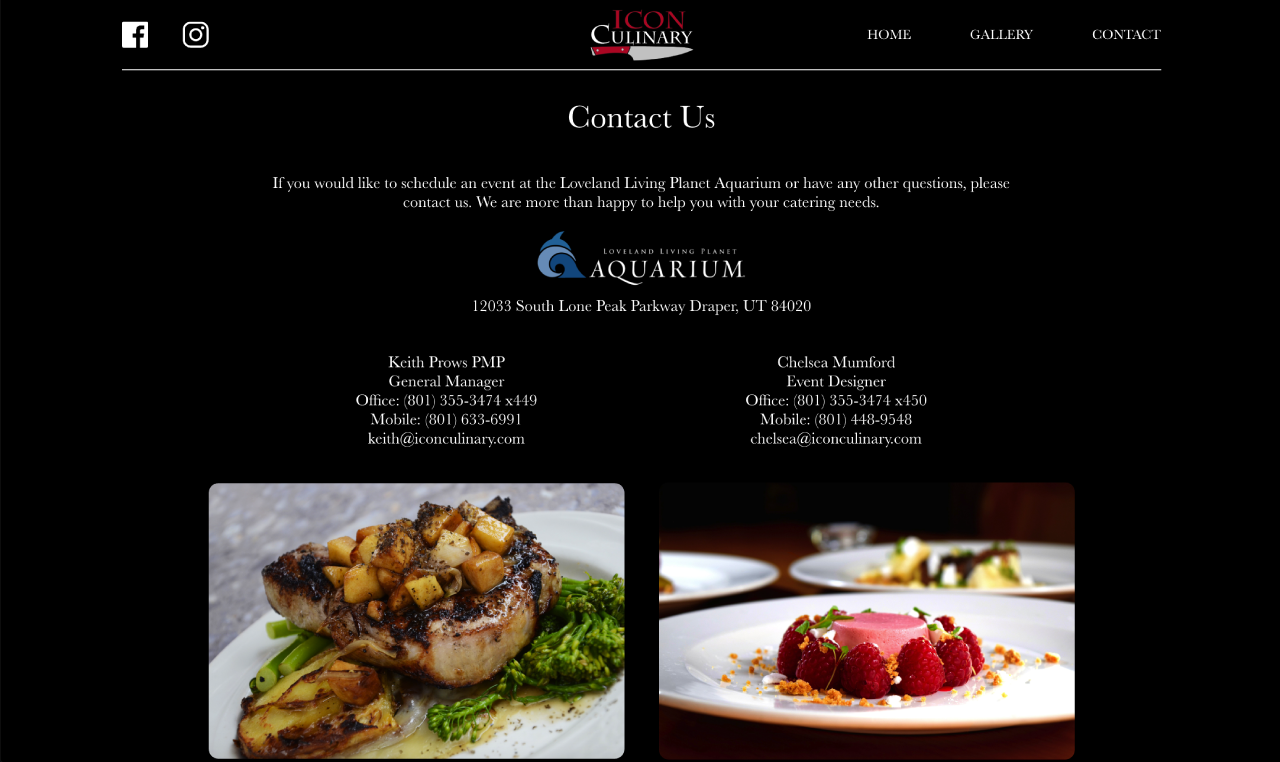 ICON
CULINARY
HOME GALLERY CONTACT
Contact Us
If you would like to schedule an event at the Loveland Living Planet Aquarium or have any other questions, please
contact us. We are more than happy to help you with your catering needs.
LOVELAND LIVING PLANET
AQUARIUM
12033 South Lone Peak Parkway Draper, UT 84020
Keith Prows PMP
General Manager
Office: (801) 355-3474 x449
Mobile: (801) 633-6991
keith@iconculinary.com
Chelsea Mumford
Event Designer
Office: (801) 355-3474 x450
Mobile: (801) 448-9548
chelsea@iconculinary.com